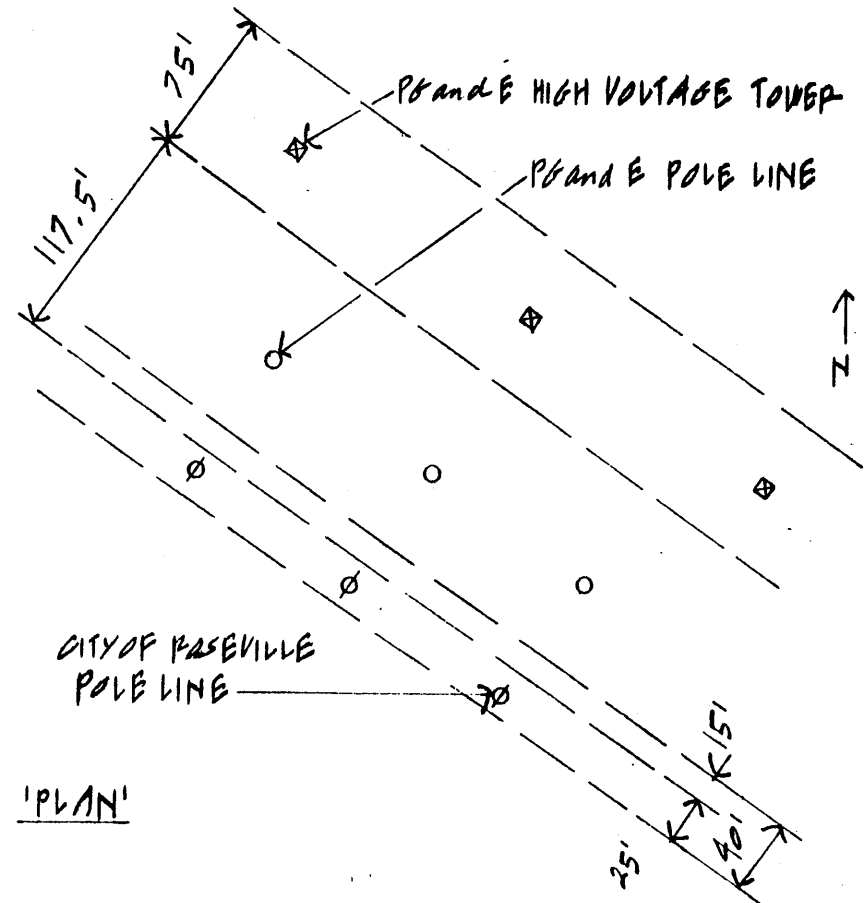 75'
PG and E HIGH VOLTAGE TOWER
PG and E POLE LINE
117.5'
N
CITY OF ROSEVILLE
POLE LINE
15'
'PLAN'
40'
25'